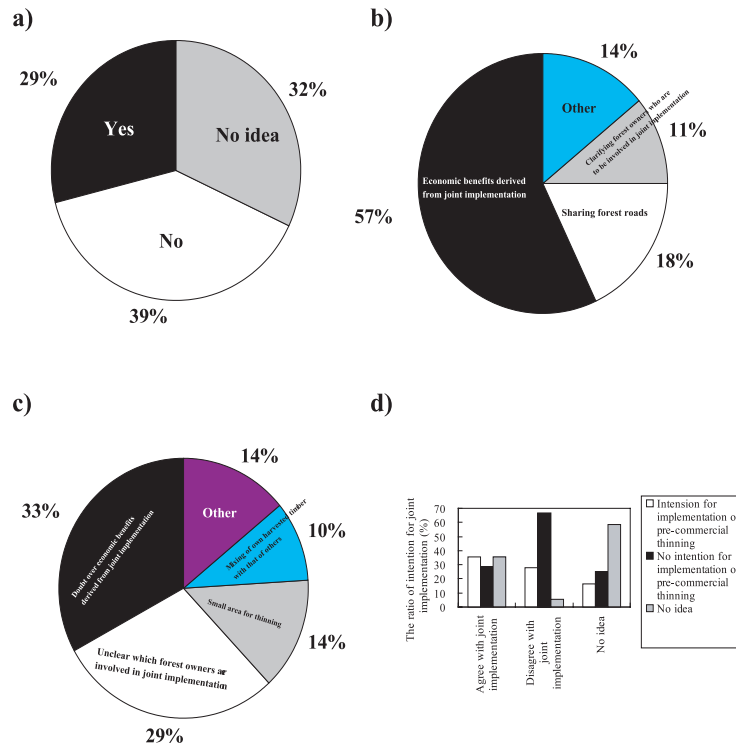 a)
29%
32%
Yes
No idea
No
39%
b)
14%
Other
Clarifying forest owners who are
to be involved in joint implementation
11%
Economic benefits derived
from joint implementation
Sharing forest roads
57%
18%
c)
14%
33%
Other
10%
Doubt over economic benefits
derived from joint implementation
Mixing of own harvested timber
with that of others
Small area for thinning
14%
Unclear which forest owners ar
involved in joint implementation
29%
d)
The ratio of intention for joint
implementation (%)
70
60
50
40
30
20
10
0
Agree with joint
implementation
Disagree with
joint
implementation
No idea
Intension for
implementation o
pre-commercial
thinning
No intention for
implementation o
pre-commercial
thinning
No idea